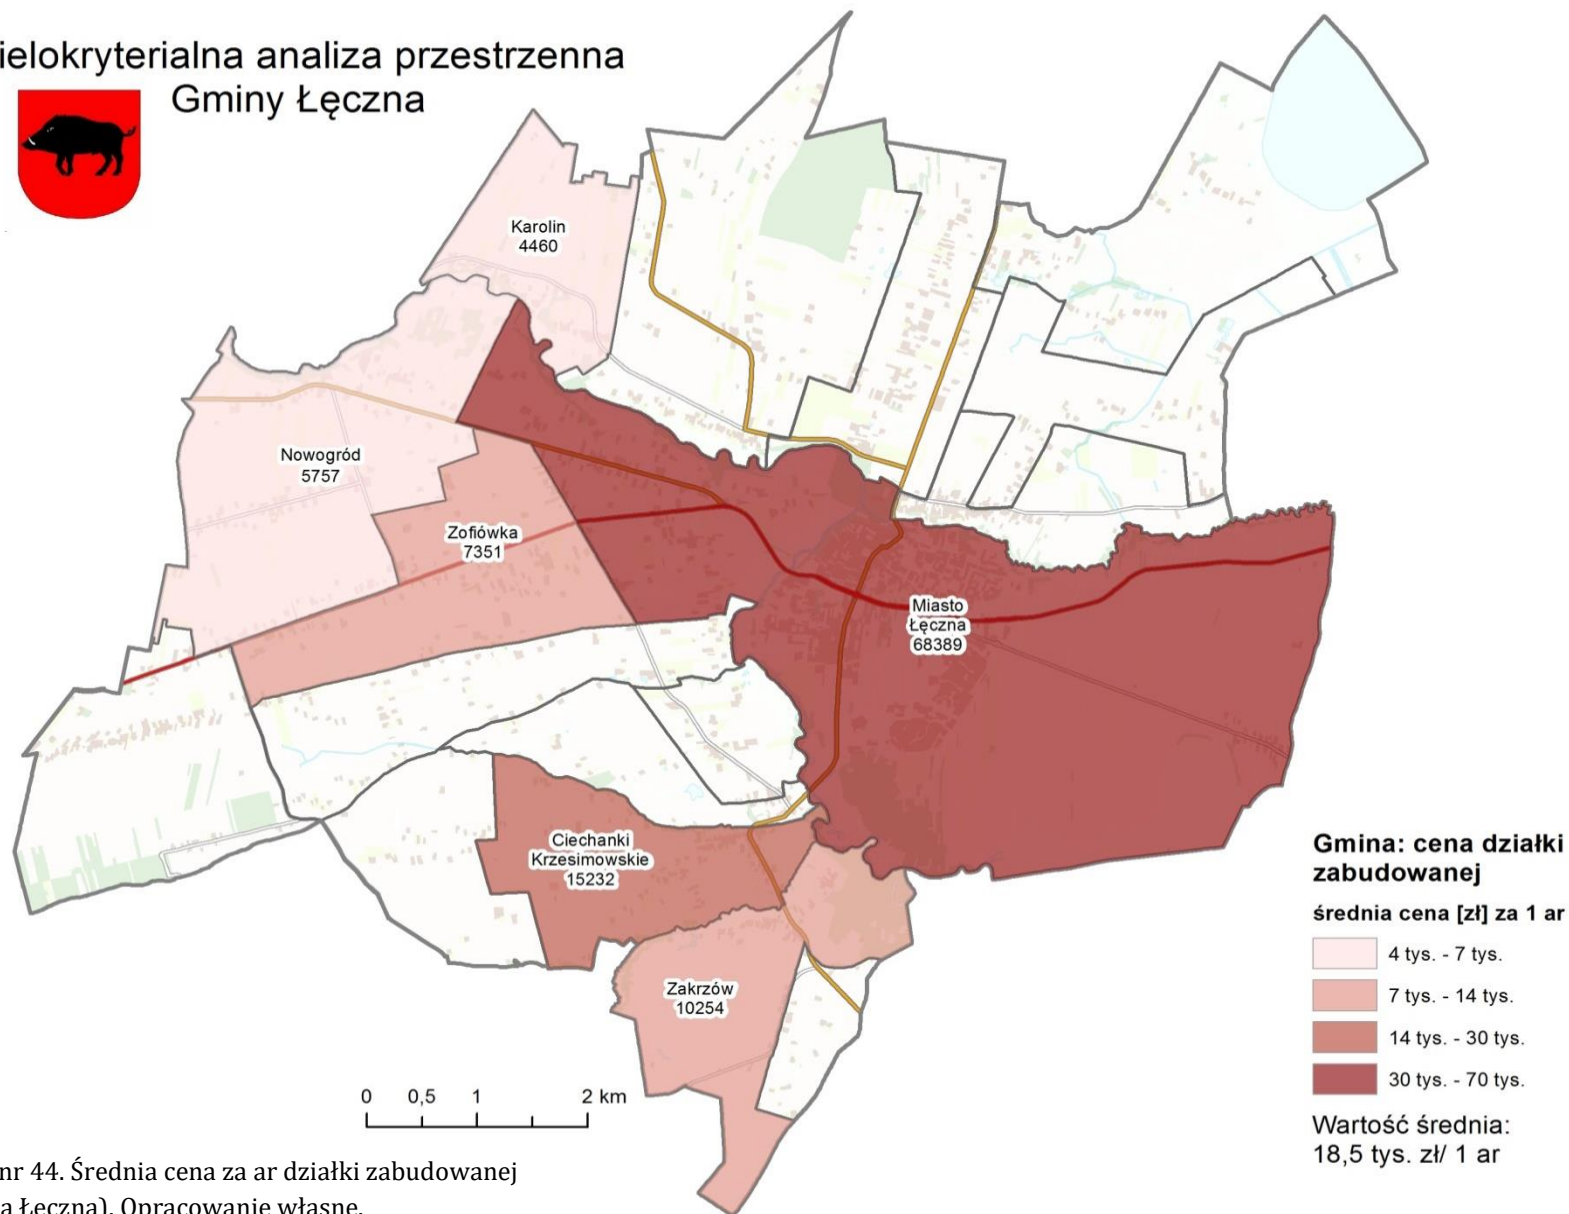 ielokryterialna analiza przestrzenna
Gminy Łęczna
Karolin
4460
Nowogród
5757
Zofiówka
7351
Miasto
Łęczna
68389
Ciechanki
Krzesimowskie
15232
Zakrzów
10254
Gmina: cena działki
zabudowanej
średnia cena [zł] za 1 ar
4 tys. - 7 tys.
7 tys. - 14 tys.
14 tys. - 30 tys.
30 tys. - 70 tys.
Wartość średnia:
18,5 tys. zł/ 1 ar
0 0,5 1 2 km
nr 44. Średnia cena za ar działki zabudowanej
a Łęczna). Opracowanie własne.